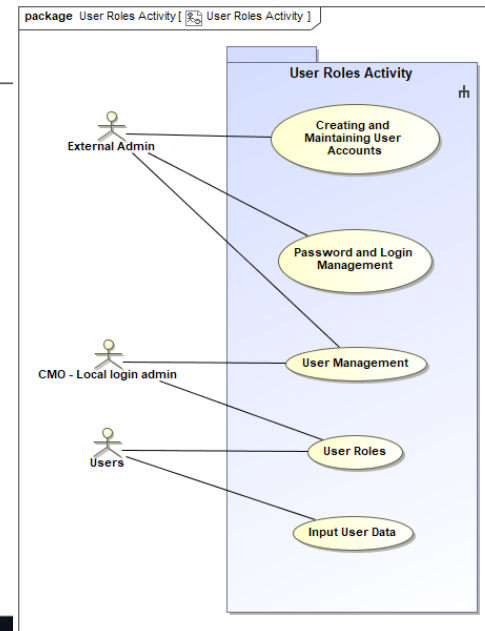 package User Roles Activity [ User Roles Activity ]
User Roles Activity
Creating and
Maintaining User
Accounts
External Admin
Password and Login
Management
User Management
CMO - Local login admin
User Roles
Users
Input User Data